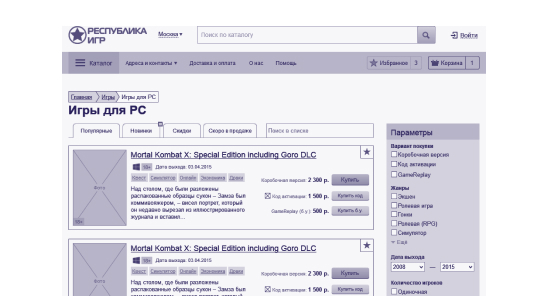 РЕСПУБЛИКА ИГР
Москва ▾
Поиск по каталогу
Войти
Каталог
Адреса и контакты ▾
Доставка и оплата
О нас
Помощь
Избранное 3
Корзина 1
Главная
Игры
Игры для PC
Игры для PC
Популярные
Новинки
Скидки
Скоро в продаже
Поиск в списке
Mortal Kombat X: Special Edition including Goro DLC
Фото
18+
18+ Дата выхода: 03.04.2015
Квест Симулятор Онлайн Экономика Драки
Над столом, где были разложены
распакованные образцы сукон – Замза был
коммивояжером, – висел портрет, который
он недавно вырезал из иллюстрированного
журнала и вставил...
Коробочная версия: 2 300 р. Купить
Код активации: 1 500 р. Купить код
GameReplay (б.у.): 500 р. Купить б.у.
Mortal Kombat X: Special Edition including Goro DLC
Фото
18+ Дата выхода: 03.04.2015
Квест Симулятор Онлайн Экономика Драки
Над столом, где были разложены
распакованные образцы сукон – Замза был
Коробочная версия: 2 300 р. Купить
Код активации: 1 500 р. Купить код
Параметры
Вариант покупки
Коробочная версия
Код активации
GameReplay
Жанры
Экшен
Ролевая игра
Гонки
Ролевая (RPG)
Симулятор
Ещё
Дата выхода
2008 — 2015
Количество игроков
Одиночная